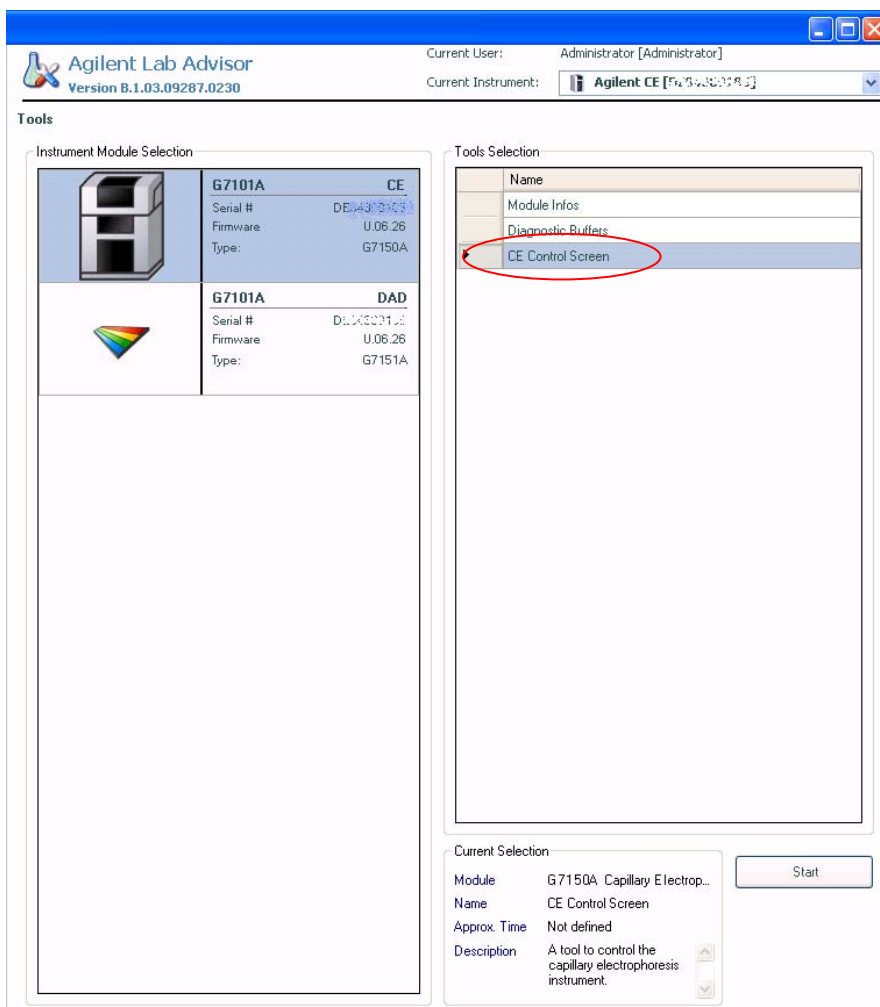 Agilent Lab Advisor
Version B.1.03.09287.0230
Current User: Administrator [Administrator]
Current Instrument: Agilent CE
Tools
Instrument Module Selection
G7101A CE
Serial #
Firmware U.06.26
Type: G7150A
G7101A DAD
Serial #
Firmware U.06.26
Type: G7151A
Tools Selection
Name
Module Infos
Diagnostic Buffers
CE Control Screen
Current Selection
Module G7150A Capillary Electrop...
Name CE Control Screen
Approx. Time Not defined
Description A tool to control the
capillary electrophoresis
instrument.
Start